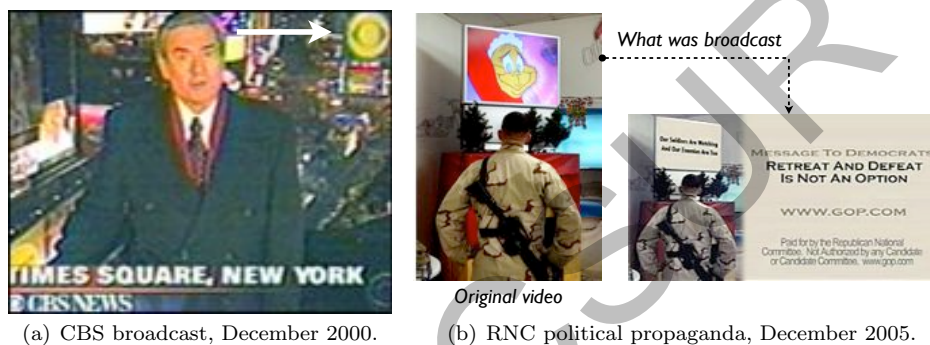 TIMES SQUARE, NEW YORK
CBS NEWS
(a) CBS broadcast, December 2000.
What was broadcast
Our Soldiers Are Watching
And Our Enemies Are Too
MESSAGE TO DEMOCRATS
RETREAT AND DEFEAT
IS NOT AN OPTION
WWW.GOP.COM
Paid for by the Republican National
Committee. Not Authorized by any Candidate
or Candidate Committee, www.gop.com
Original video
(b) RNC political propaganda, December 2005.